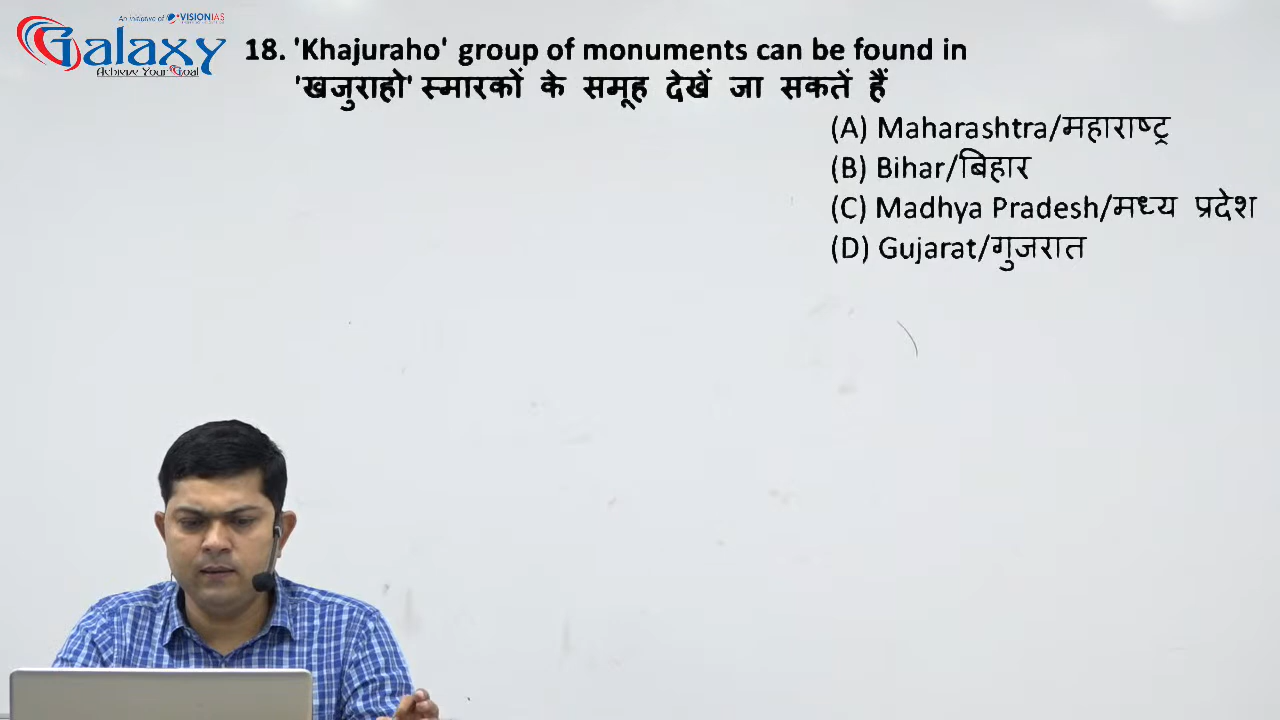 An initiative of VISIONIAS
Galaxy
Achieve Your Goal
18. 'Khajuraho' group of monuments can be found in
'खजुराहो' स्मारकों के समूह देखें जा सकतें हैं
(A) Maharashtra/महाराष्ट्र
(B) Bihar/बिहार
(C) Madhya Pradesh/मध्य प्रदेश
(D) Gujarat/गुजरात